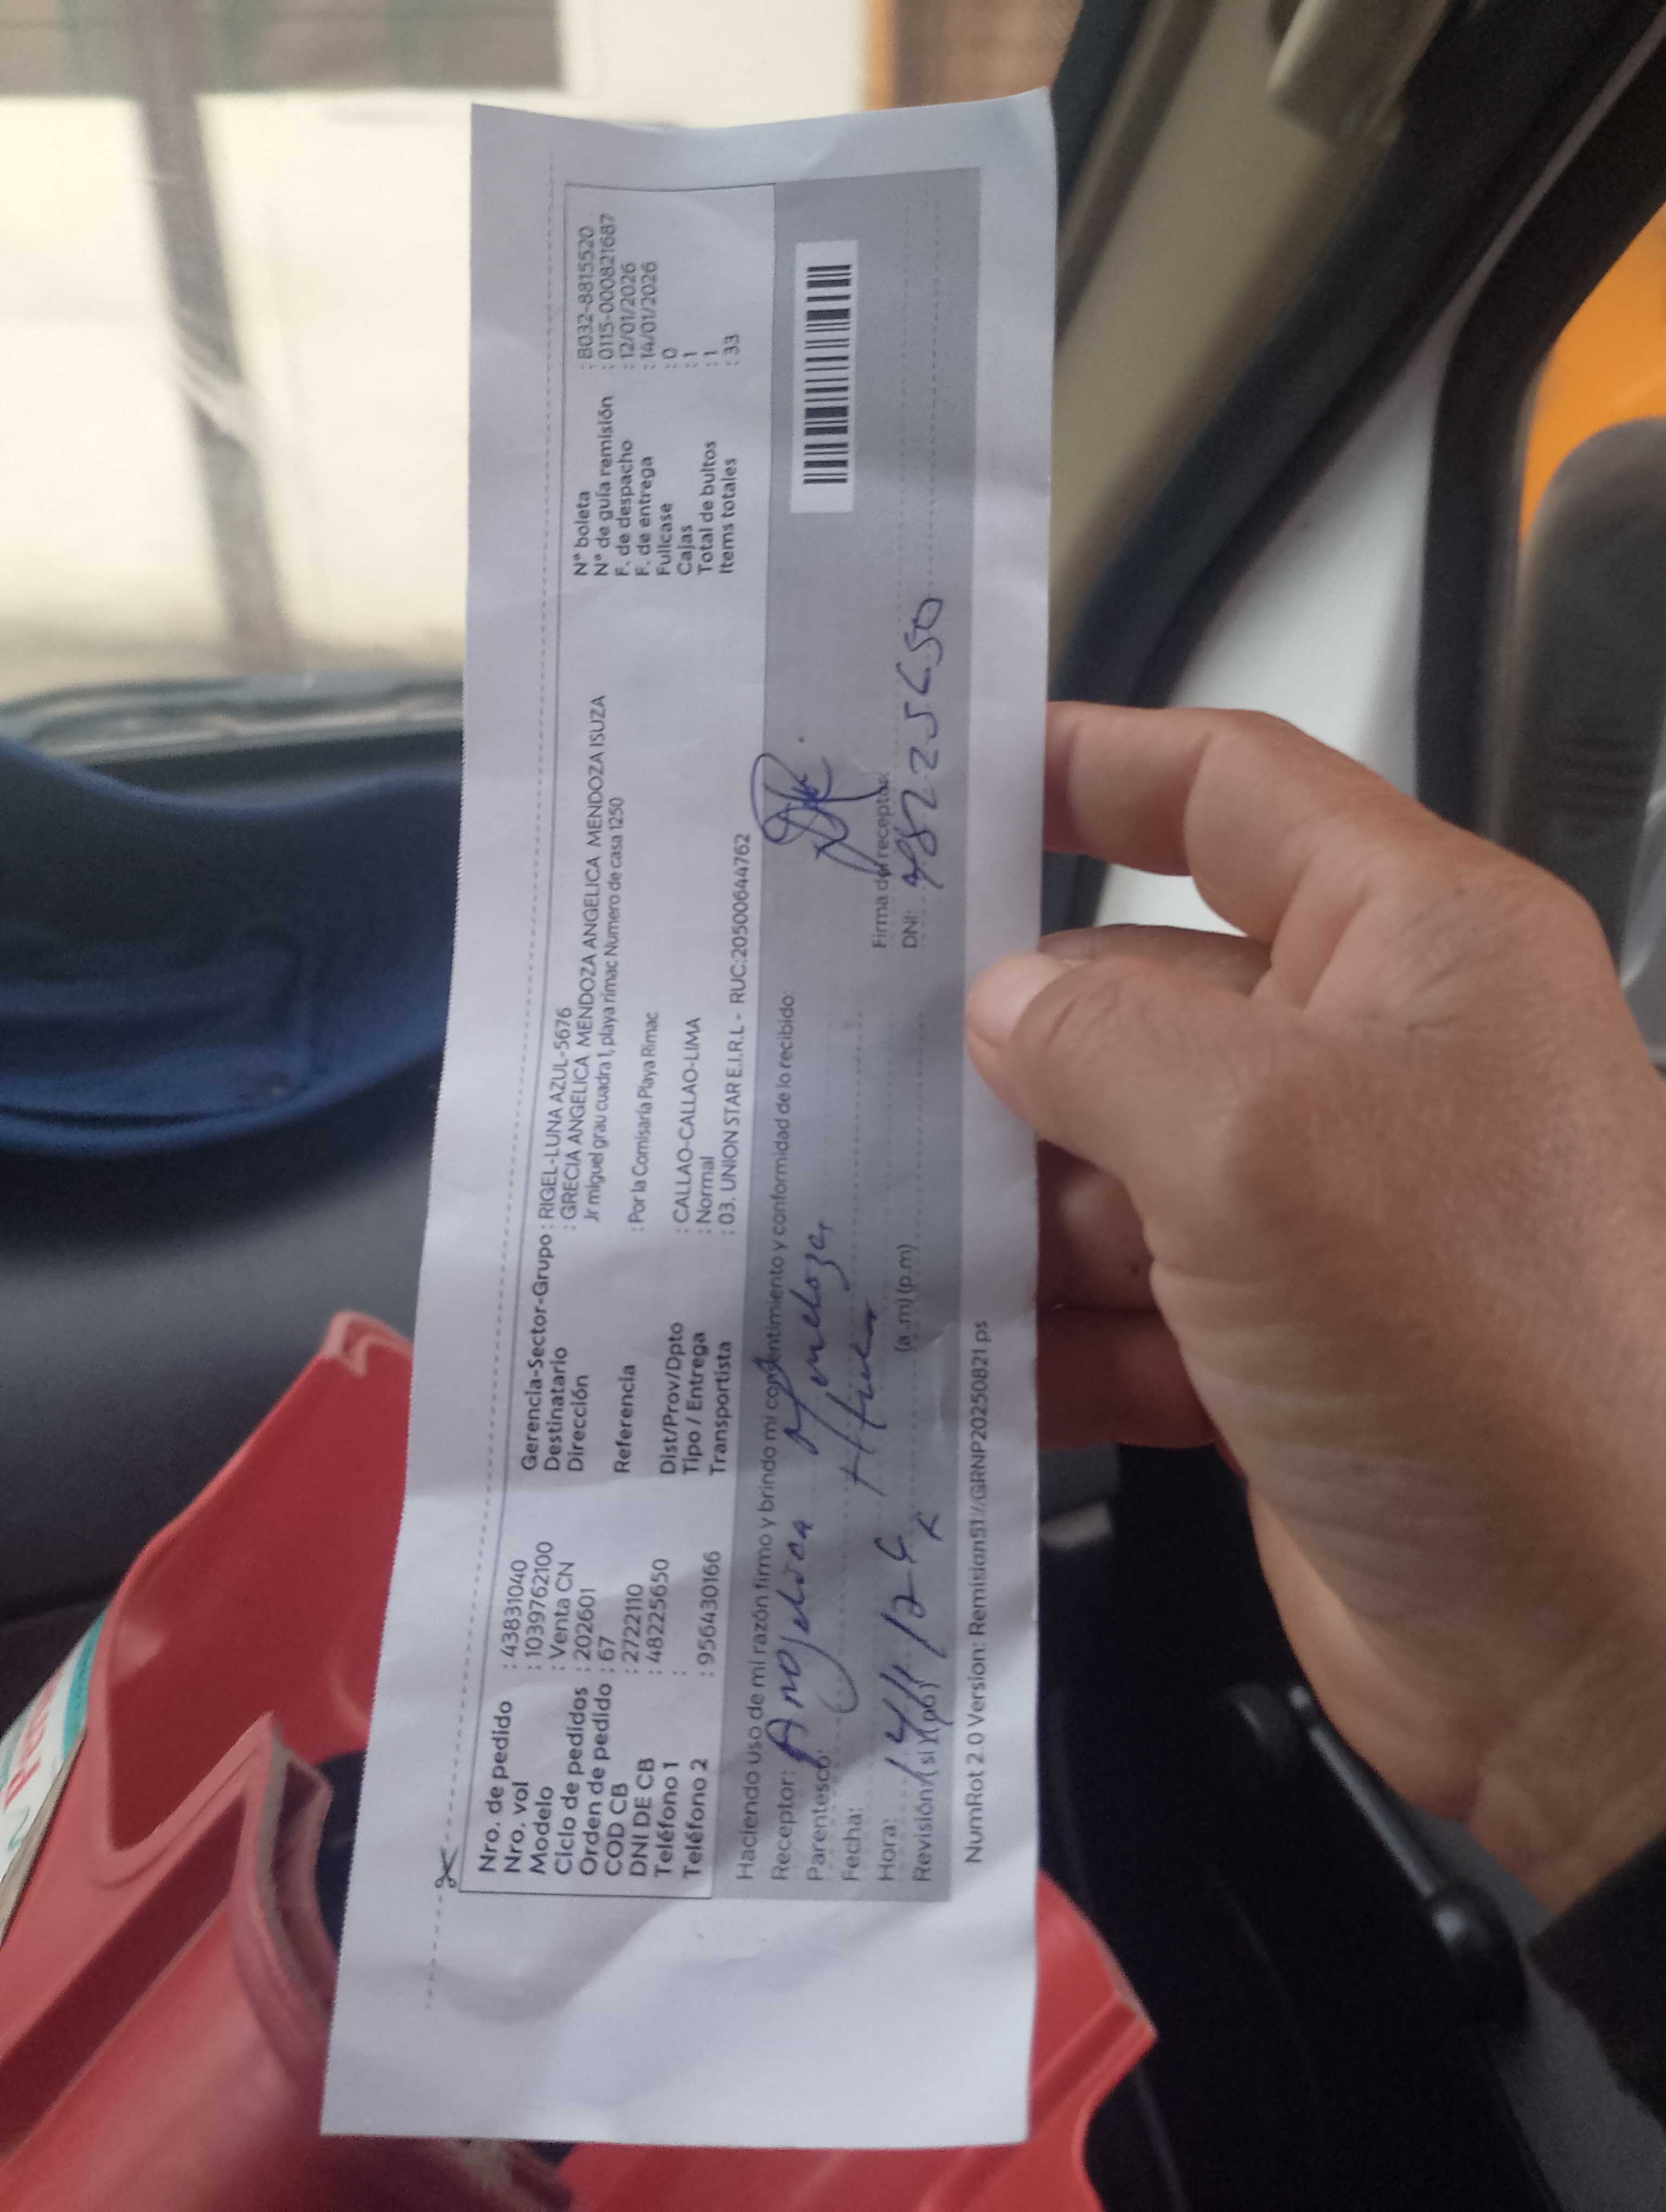 Nro. de pedido : 43831040
Nro. vol : 1039762100
Modelo : Venta CN
Ciclo de pedidos : 202601
Orden de pedido : 67
COD CB : 2722110
DNI DE CB : 48225650
Teléfono 1 :
Teléfono 2 : 956430166
Gerencia-Sector-Grupo : RIGEL-LUNA AZUL-5676
Destinatario : GRECIA ANGELICA MENDOZA ANGELICA MENDOZA ISUZA
Dirección Jr miguel grau cuadra 1, playa rímac Numero de casa 1250
Referencia : Por la Comisaría Playa Rimac
Dist/Prov/Dpto : CALLAO-CALLAO-LIMA
Tipo / Entrega : Normal
Transportista : 03. UNION STAR E.I.R.L - RUC:20500644762
N° boleta : B032-8815520
N° de guía remisión : 0115-000821687
F. de despacho : 12/01/2026
F. de entrega : 14/01/2026
Fullcase : 0
Cajas : 1
Total de bultos : 1
Items totales : 33
Haciendo uso de mi razón firmo y brindo mi consentimiento y conformidad de lo recibido:
Receptor: Angelica Mendoza
Parentesco:
Fecha:
Hora: (a.m) (p.m)
Revisión (si) (no)
Firma del receptor
DNI: 48225650
NumRot 2.0 Version: Remision51//GRNP20250821.ps